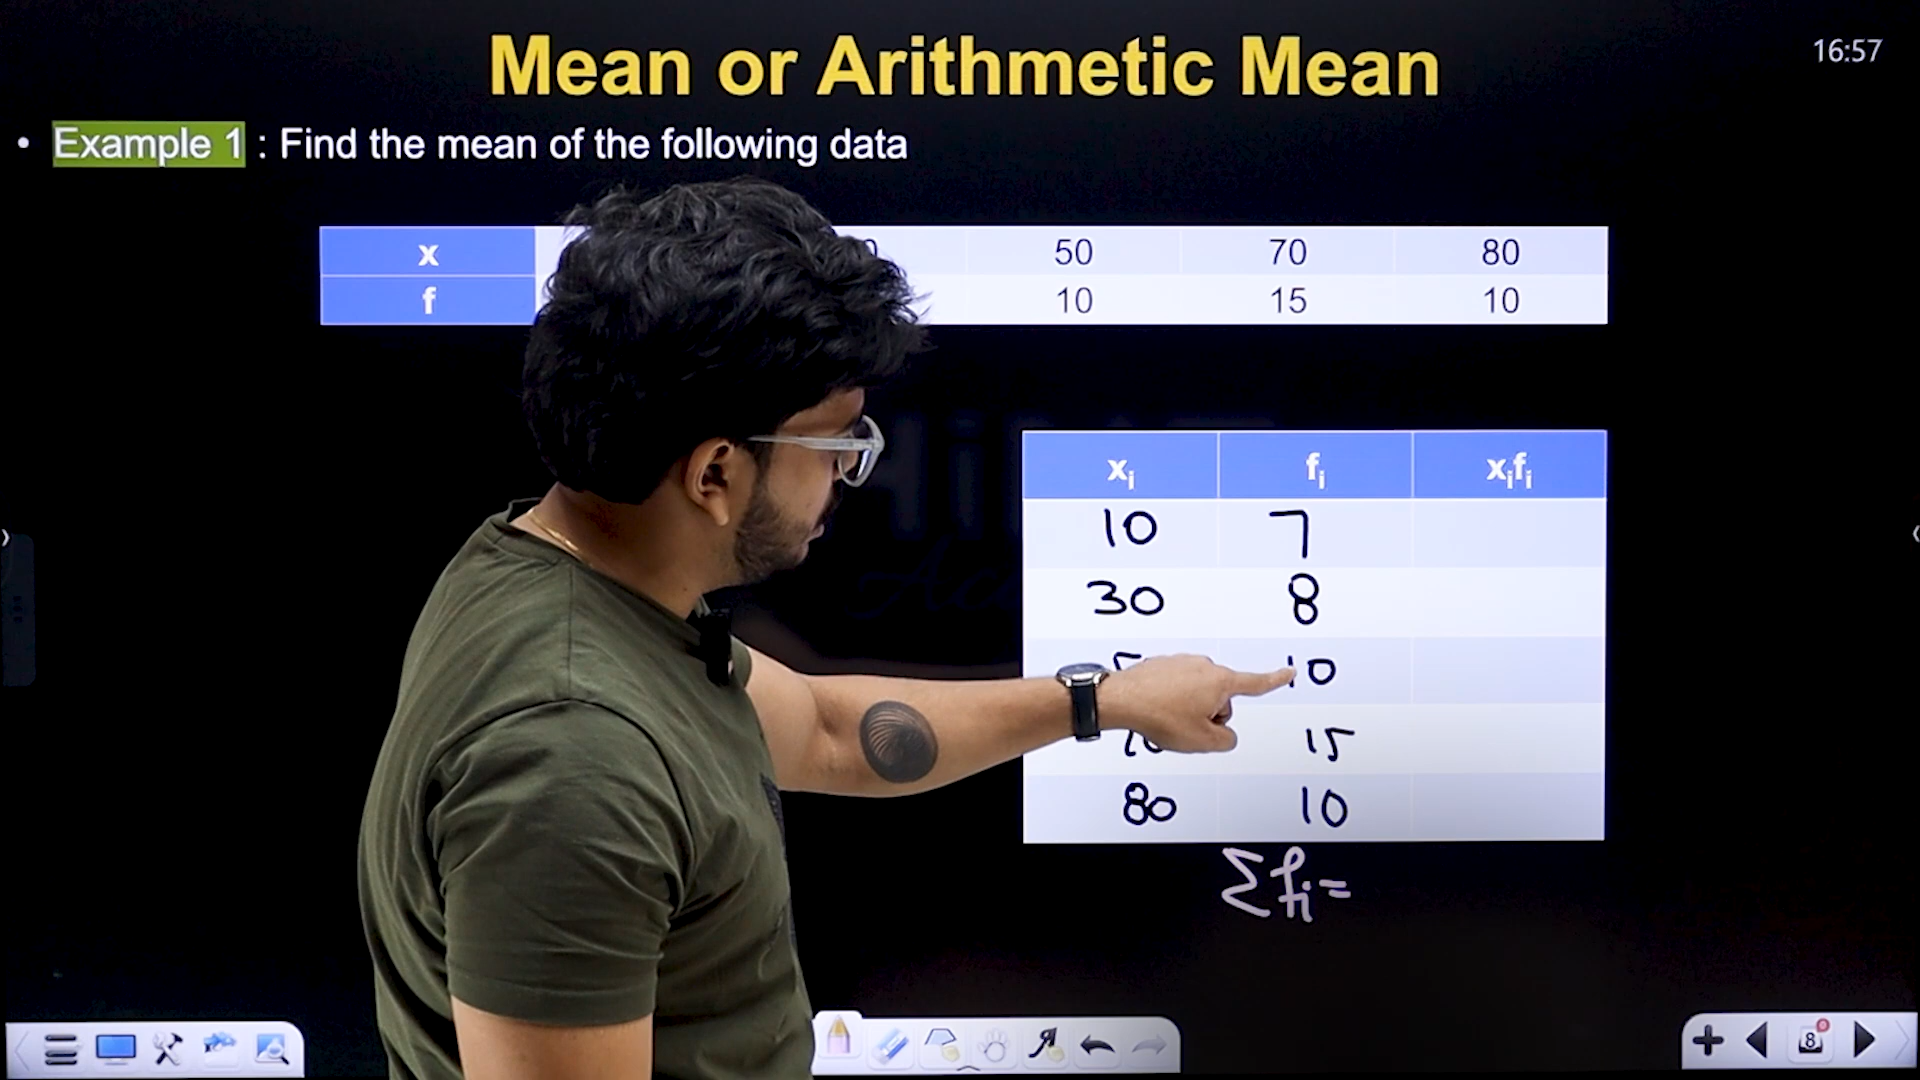 Mean or Arithmetic Mean
16:57
• Example 1 : Find the mean of the following data
x 50 70 80
f 10 15 10
xᵢ fᵢ xᵢfᵢ
10 7
30 8
10
15
80 10
Σfᵢ=
8